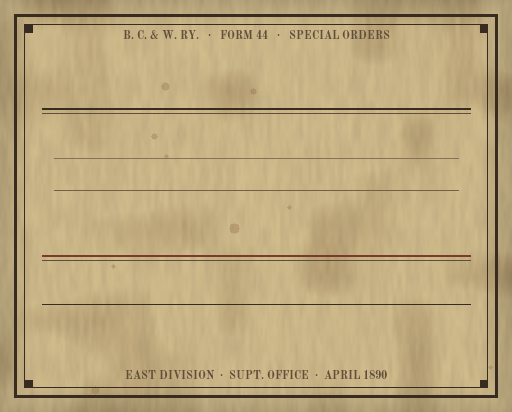 B. C. & W. RY. · FORM 44 · SPECIAL ORDERS
EAST DIVISION · SUPT. OFFICE · APRIL 1890